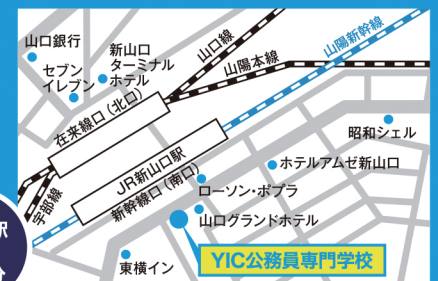 山口銀行
セブン
イレブン
新山口
ターミナル
ホテル
山口線
山陽本線
山陽新幹線
在来線口(北口)
JR新山口駅
新幹線口(南口)
宇部線
昭和シェル
ホテルアムゼ新山口
ローソン・ポプラ
山口グランドホテル
YIC公務員専門学校
東横イン
駅